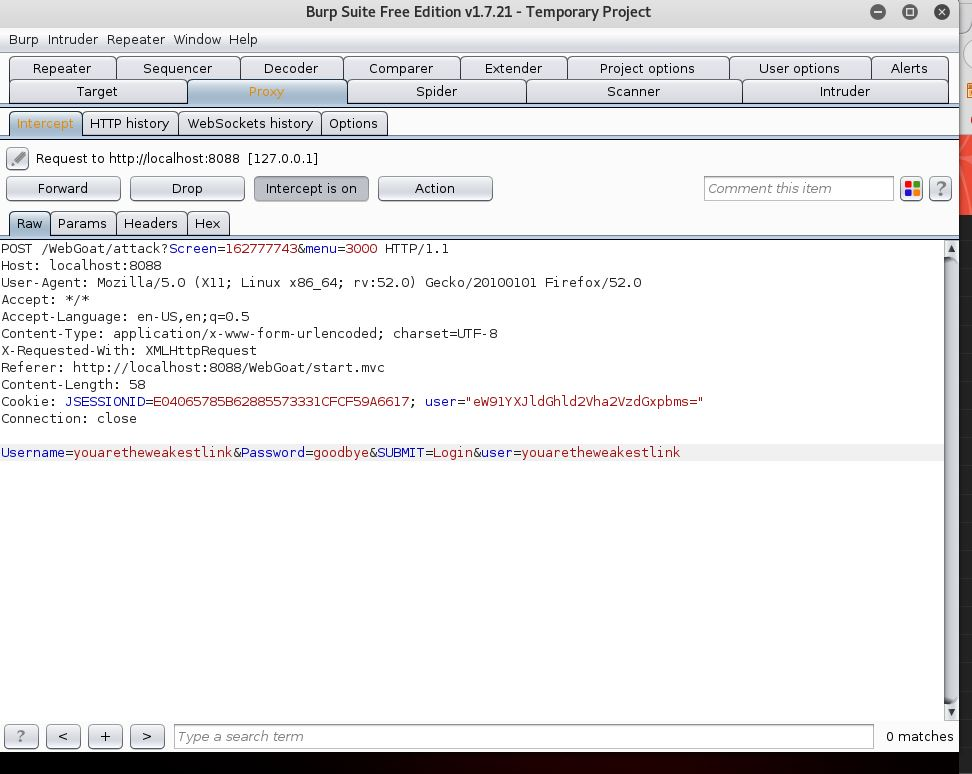 Burp Suite Free Edition v1.7.21 - Temporary Project
Burp Intruder Repeater Window Help
Repeater Sequencer Decoder Comparer Extender Project options User options Alerts
Target Proxy Spider Scanner Intruder
Intercept HTTP history WebSockets history Options
Request to http://localhost:8088 [127.0.0.1]
Forward Drop Intercept is on Action Comment this item ?
Raw Params Headers Hex
POST /WebGoat/attack?Screen=162777743&menu=3000 HTTP/1.1
Host: localhost:8088
User-Agent: Mozilla/5.0 (X11; Linux x86_64; rv:52.0) Gecko/20100101 Firefox/52.0
Accept: */*
Accept-Language: en-US,en;q=0.5
Content-Type: application/x-www-form-urlencoded; charset=UTF-8
X-Requested-With: XMLHttpRequest
Referer: http://localhost:8088/WebGoat/start.mvc
Content-Length: 58
Cookie: JSESSIONID=E04065785B62885573331CFCF59A6617; user="eW91YXJldGhld2Vha2VzdGxpbms="
Connection: close
Username=youaretheweakestlink&Password=goodbye&SUBMIT=Login&user=youaretheweakestlink
? < + > Type a search term 0 matches